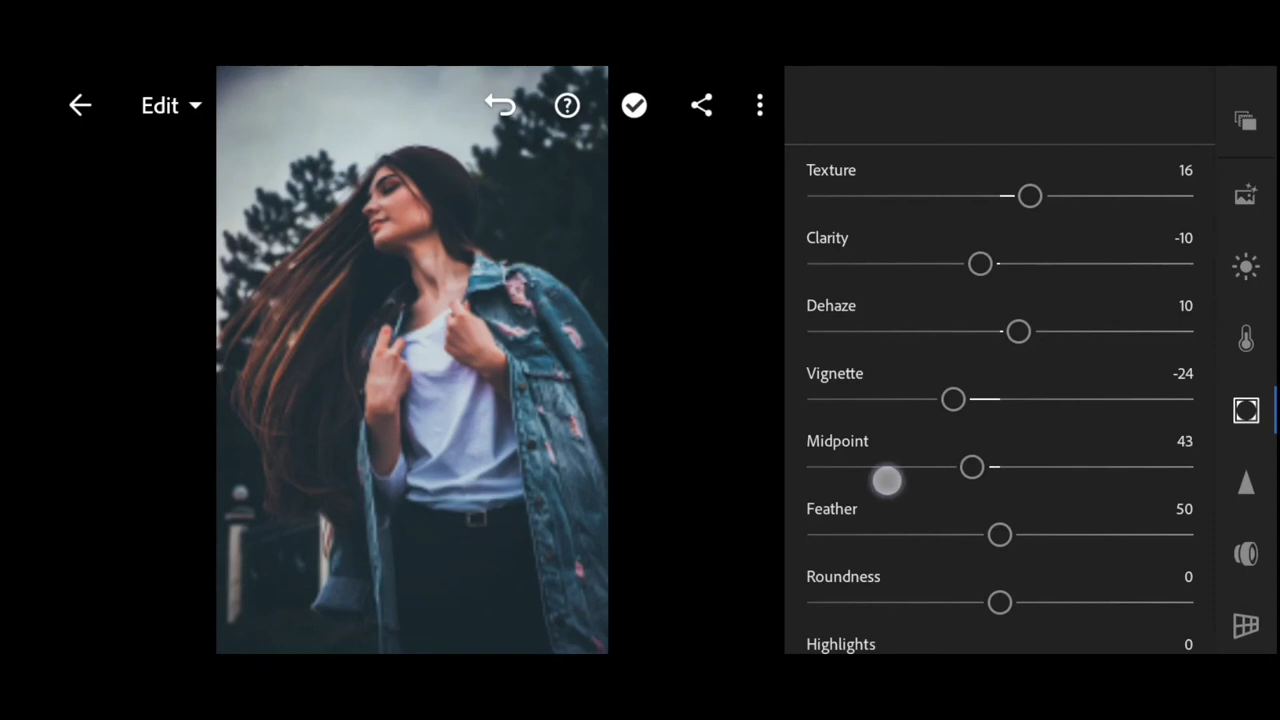 Edit
Texture 16
Clarity -10
Dehaze 10
Vignette -24
Midpoint 43
Feather 50
Roundness 0
Highlights 0